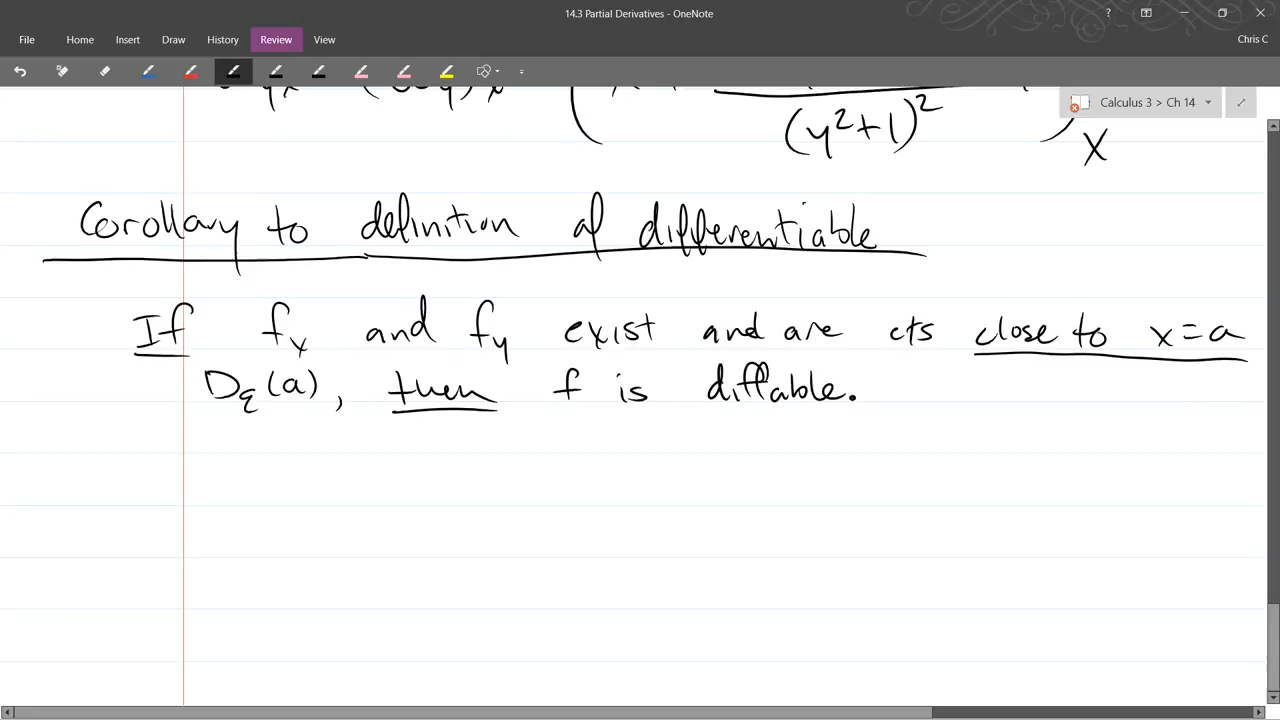 14.3 Partial Derivatives - OneNote
File Home Insert Draw History Review View
Chris C
Calculus 3 > Ch 14
(y²+1)²
x
Corollary to definition of differentiable
If fx and fy exist and are cts close to x=a
Dε(a), then f is diffable.